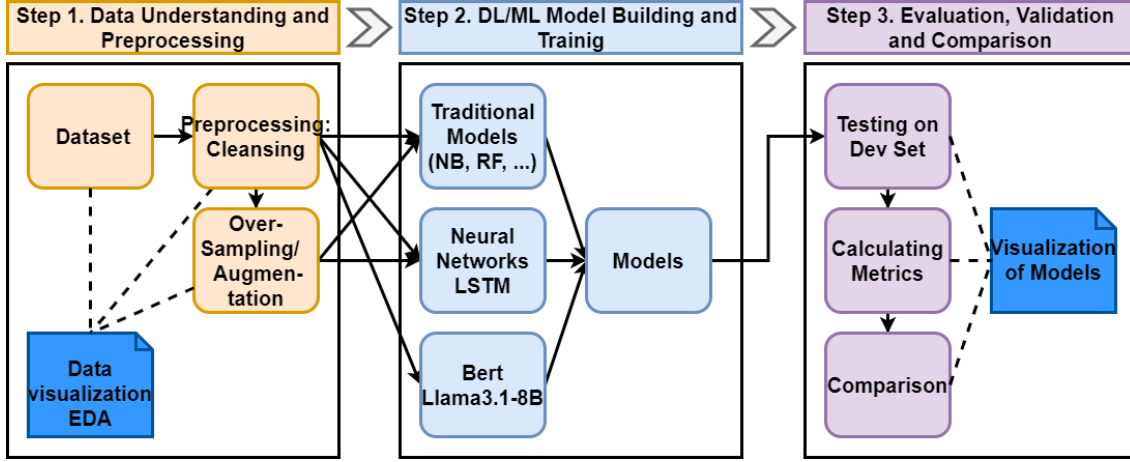 Step 1. Data Understanding and
Preprocessing
Step 2. DL/ML Model Building and
Trainig
Step 3. Evaluation, Validation
and Comparison
Dataset
Preprocessing:
Cleansing
Over-
Sampling/
Augmen-
tation
Data
visualization
EDA
Traditional
Models
(NB, RF, ...)
Neural
Networks
LSTM
Bert
Llama3.1-8B
Models
Testing on
Dev Set
Calculating
Metrics
Comparison
Visualization
of Models